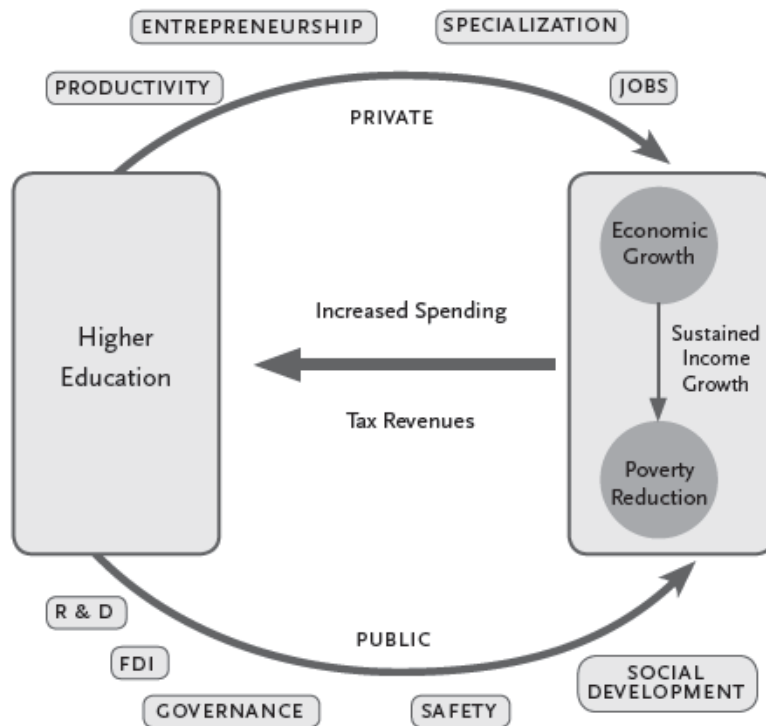 ENTREPRENEURSHIP
SPECIALIZATION
PRODUCTIVITY
JOBS
PRIVATE
Higher
Education
Increased Spending
Tax Revenues
Economic
Growth
Sustained
Income
Growth
Poverty
Reduction
R & D
PUBLIC
FDI
SOCIAL
DEVELOPMENT
GOVERNANCE
SAFETY